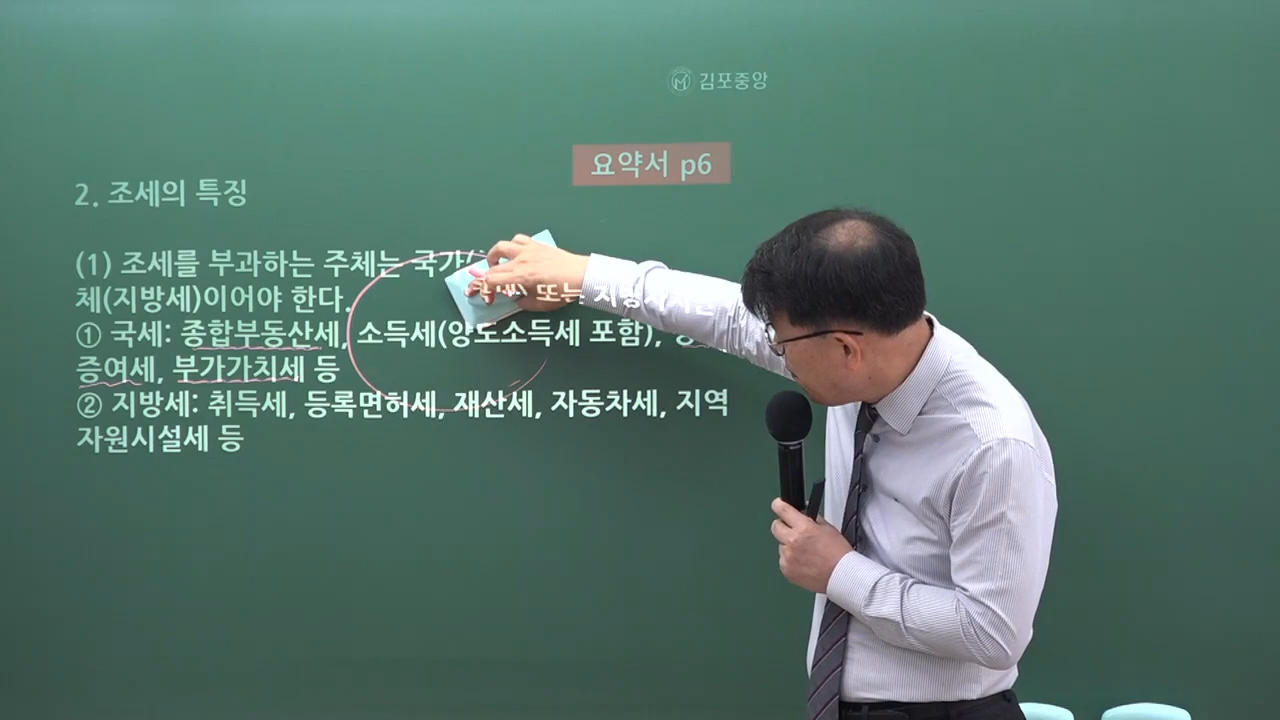 김포중앙
요약서 p6
2. 조세의 특징
(1) 조세를 부과하는 주체는 국가(
또는
체(지방세)이어야 한다.
① 국세: 종합부동산세, 소득세(양도소득세 포함),
증여세, 부가가치세 등
② 지방세: 취득세, 등록면허세, 재산세, 자동차세, 지역
자원시설세 등